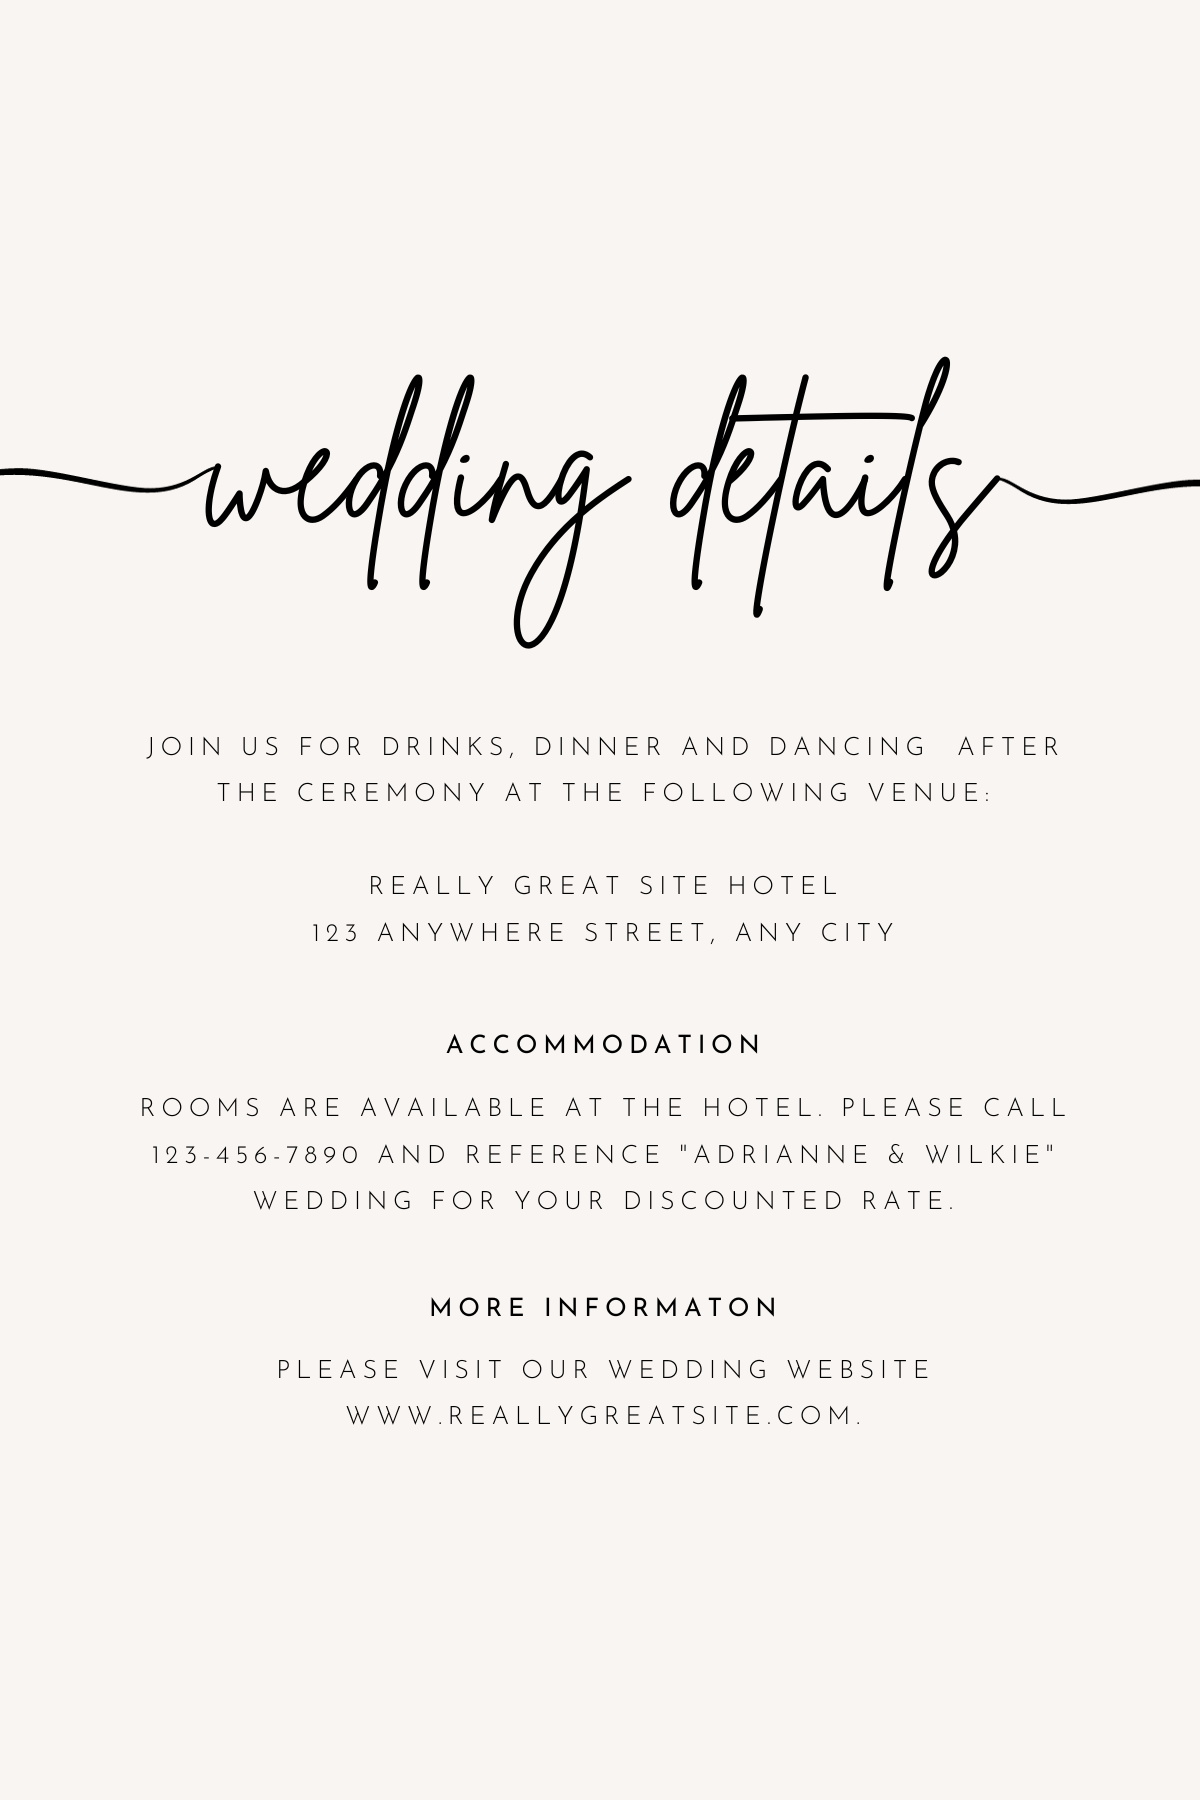 wedding details
JOIN US FOR DRINKS, DINNER AND DANCING  AFTER
THE CEREMONY AT THE FOLLOWING VENUE:
REALLY GREAT SITE HOTEL
123 ANYWHERE STREET, ANY CITY
ACCOMMODATION
ROOMS ARE AVAILABLE AT THE HOTEL. PLEASE CALL
123-456-7890 AND REFERENCE "ADRIANNE & WILKIE"
WEDDING FOR YOUR DISCOUNTED RATE.
MORE INFORMATON
PLEASE VISIT OUR WEDDING WEBSITE
WWW.REALLYGREATSITE.COM.